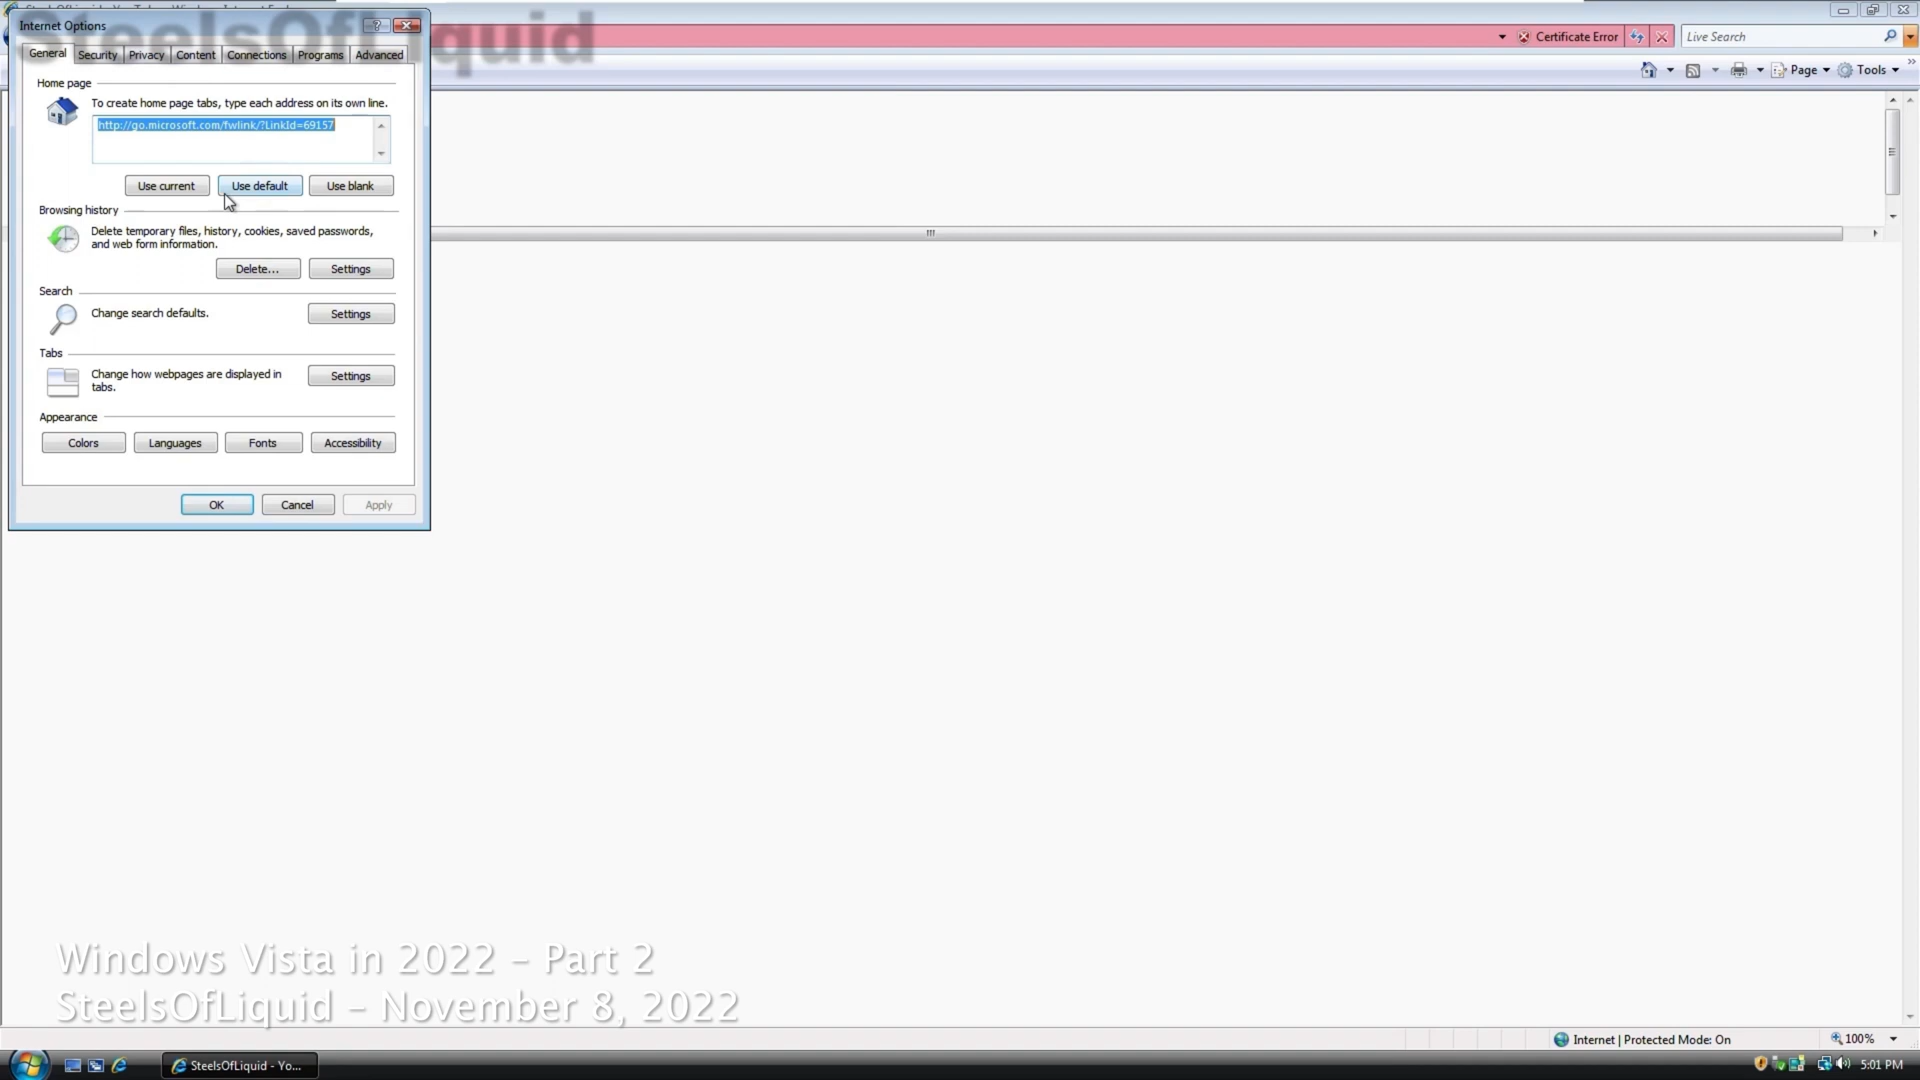 Internet Options
SteelsOfLiquid
Certificate Error
Live Search
General Security Privacy Content Connections Programs Advanced
Page Tools
Home page
To create home page tabs, type each address on its own line.
http://go.microsoft.com/fwlink/?LinkId=69157
Use current Use default Use blank
Browsing history
Delete temporary files, history, cookies, saved passwords,
and web form information.
Delete... Settings
Search
Change search defaults.
Settings
Tabs
Change how webpages are displayed in
tabs.
Settings
Appearance
Colors Languages Fonts Accessibility
OK Cancel Apply
Windows Vista in 2022 - Part 2
SteelsOfLiquid - November 8, 2022
Internet | Protected Mode: On
100%
SteelsOfLiquid - Yo...
5:01 PM